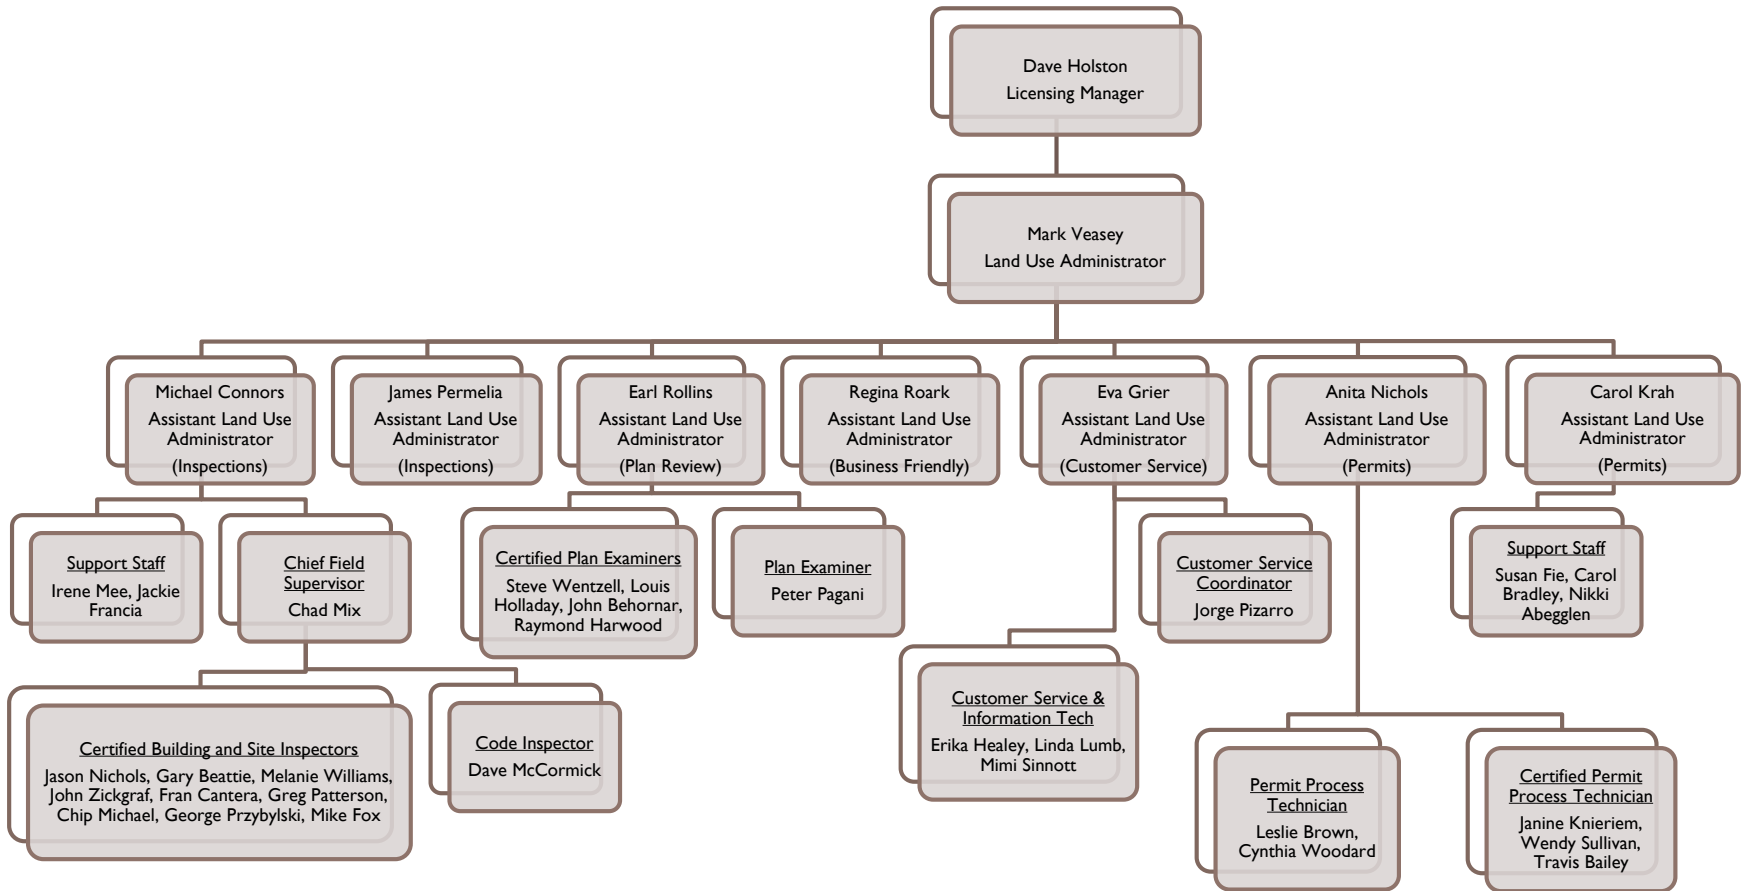 Dave Holston
Licensing Manager
Mark Veasey
Land Use Administrator
Michael Connors
Assistant Land Use
Administrator
(Inspections)
James Permelia
Assistant Land Use
Administrator
(Inspections)
Earl Rollins
Assistant Land Use
Administrator
(Plan Review)
Regina Roark
Assistant Land Use
Administrator
(Business Friendly)
Eva Grier
Assistant Land Use
Administrator
(Customer Service)
Anita Nichols
Assistant Land Use
Administrator
(Permits)
Carol Krah
Assistant Land Use
Administrator
(Permits)
Support Staff
Irene Mee, Jackie
Francia
Chief Field
Supervisor
Chad Mix
Certified Plan Examiners
Steve Wentzell, Louis
Holladay, John Behornar,
Raymond Harwood
Plan Examiner
Peter Pagani
Customer Service
Coordinator
Jorge Pizarro
Support Staff
Susan Fie, Carol
Bradley, Nikki
Abegglen
Certified Building and Site Inspectors
Jason Nichols, Gary Beattie, Melanie Williams,
John Zickgraf, Fran Cantera, Greg Patterson,
Chip Michael, George Przybylski, Mike Fox
Code Inspector
Dave McCormick
Customer Service &
Information Tech
Erika Healey, Linda Lumb,
Mimi Sinnott
Permit Process
Technician
Leslie Brown,
Cynthia Woodard
Certified Permit
Process Technician
Janine Knieriem,
Wendy Sullivan,
Travis Bailey